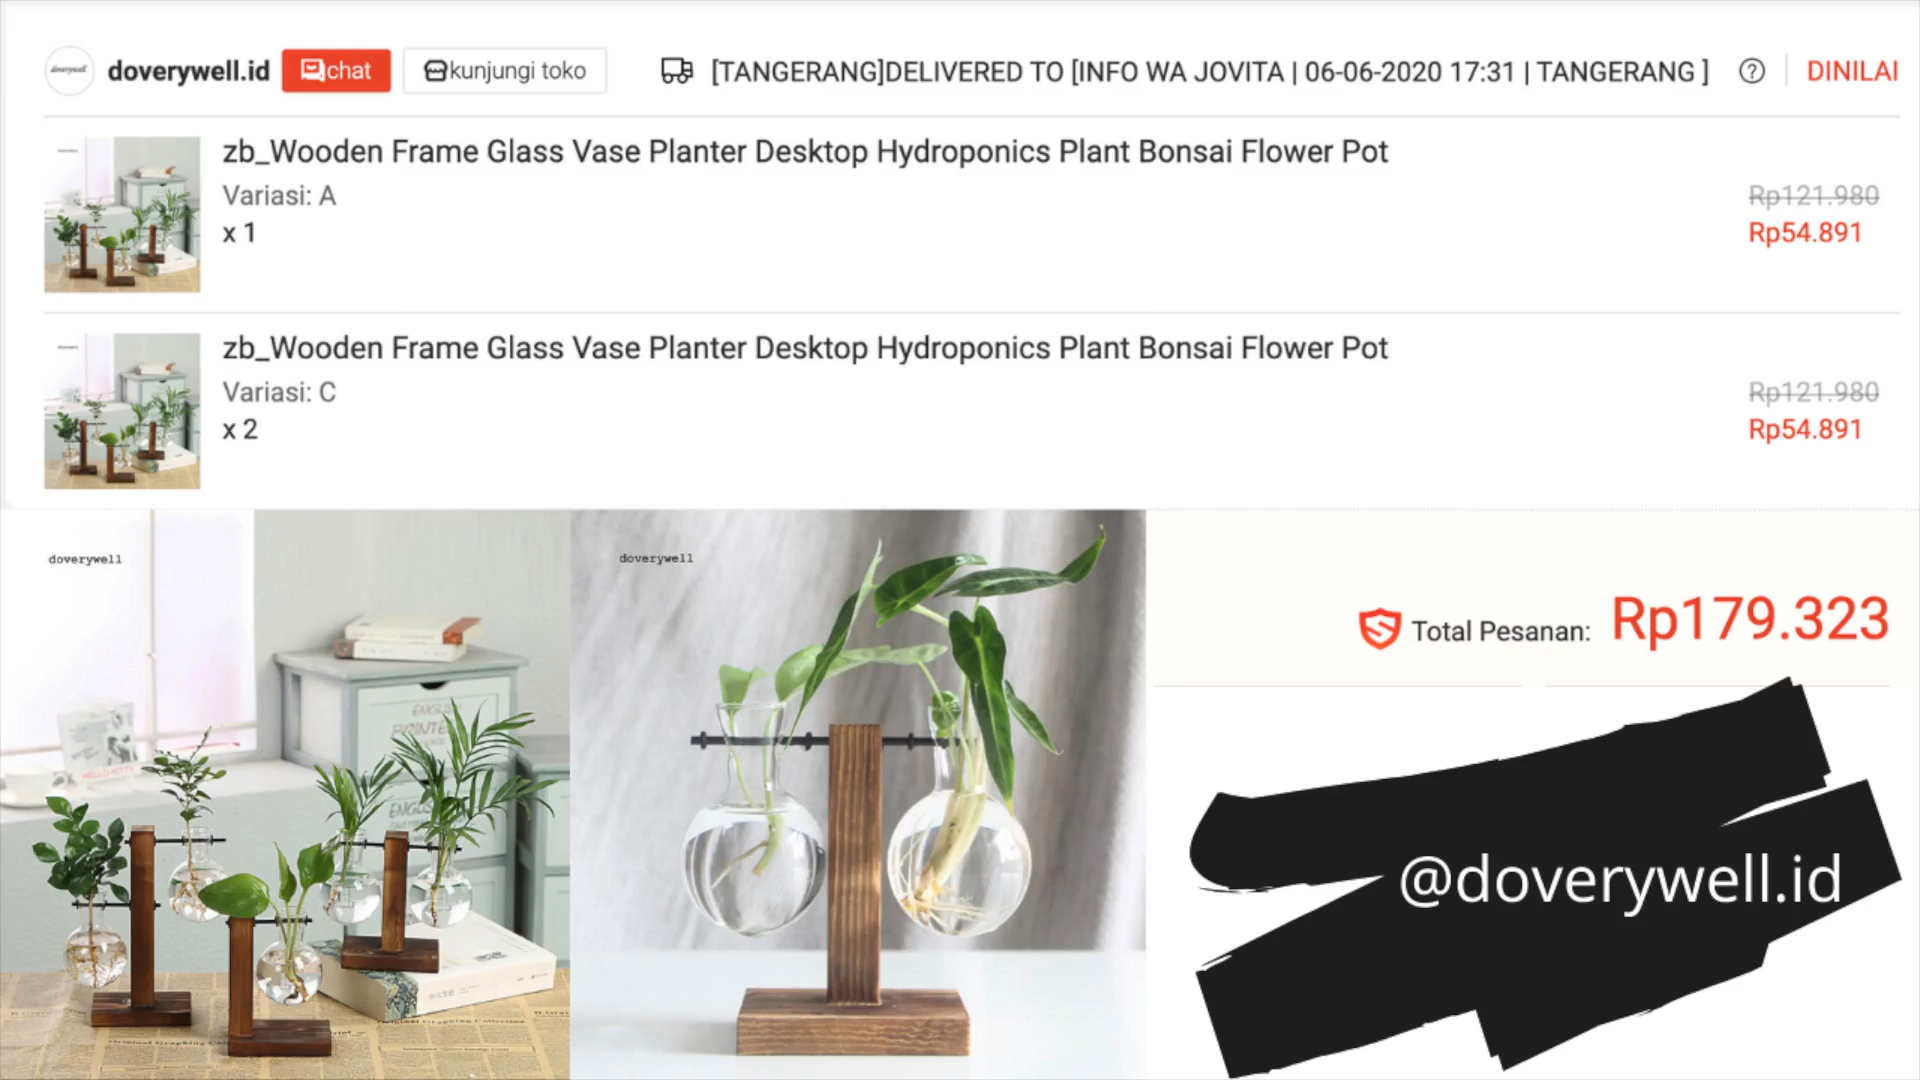 doverywell.id chat kunjungi toko [TANGERANG]DELIVERED TO [INFO WA JOVITA | 06-06-2020 17:31 | TANGERANG ] ? DINILAI
zb_Wooden Frame Glass Vase Planter Desktop Hydroponics Plant Bonsai Flower Pot
Variasi: A
Rp121.980
x 1
Rp54.891
zb_Wooden Frame Glass Vase Planter Desktop Hydroponics Plant Bonsai Flower Pot
Variasi: C
Rp121.980
x 2
Rp54.891
doverywell
doverywell
Total Pesanan: Rp179.323
HELLO KITTY
@doverywell.id